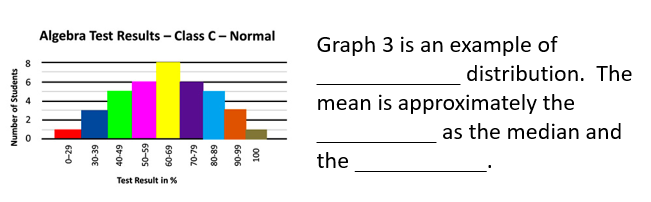 Algebra Test Results – Class C – Normal
Number of Students
8
6
4
2
0
0–29
30-39
40-49
50–59
60-69
70-79
80-89
90-99
100
Test Result in %
Graph 3 is an example of
_____________ distribution. The
mean is approximately the
___________ as the median and
the ____________.